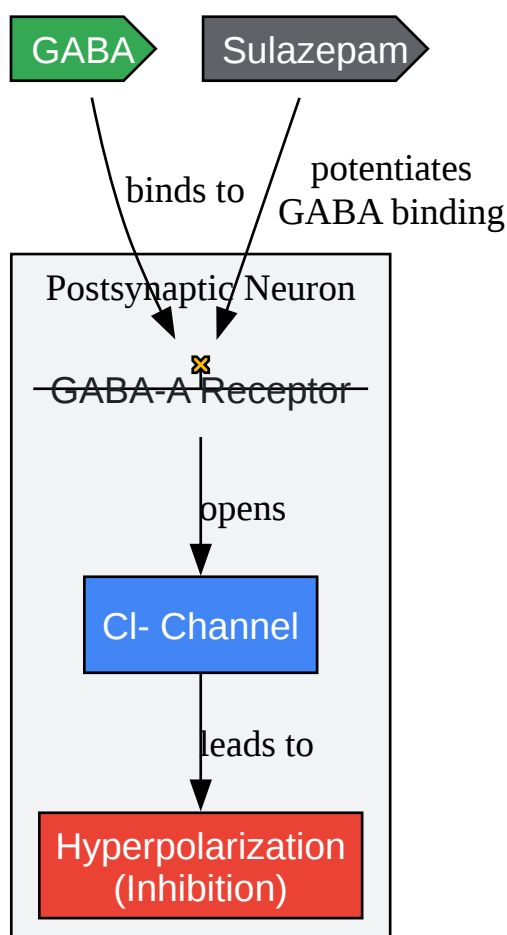 GABA
Sulazepam
binds to
potentiates
GABA binding
Postsynaptic Neuron
GABA-A Receptor
opens
Cl- Channel
leads to
Hyperpolarization
(Inhibition)